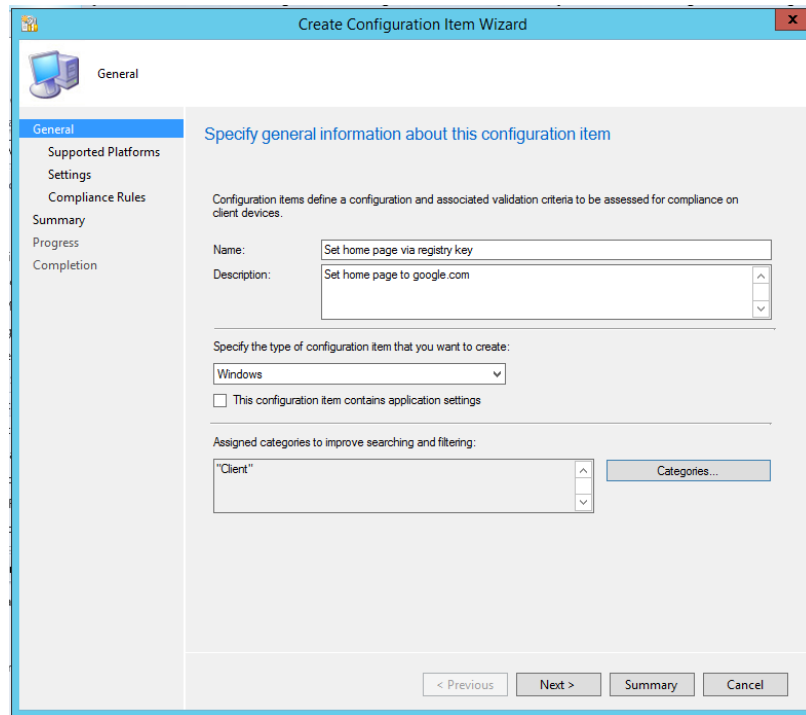 Create Configuration Item Wizard
x
General
General
Supported Platforms
Settings
Compliance Rules
Summary
Progress
Completion
Specify general information about this configuration item
Configuration items define a configuration and associated validation criteria to be assessed for compliance on
client devices.
Name: Set home page via registry key
Description: Set home page to google.com
Specify the type of configuration item that you want to create:
Windows
This configuration item contains application settings
Assigned categories to improve searching and filtering:
"Client"
Categories...
< Previous Next > Summary Cancel